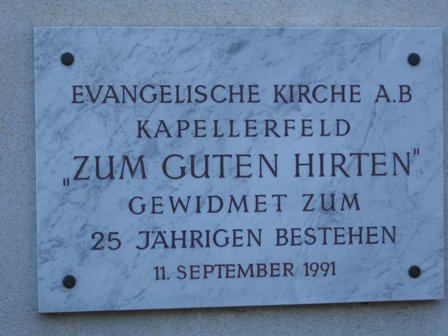 EVANGELISCHE KIRCHE A.B
KAPELLERFELD
„ZUM GUTEN HIRTEN"
GEWIDMET ZUM
25 JÄHRIGEN BESTEHEN
11. SEPTEMBER 1991